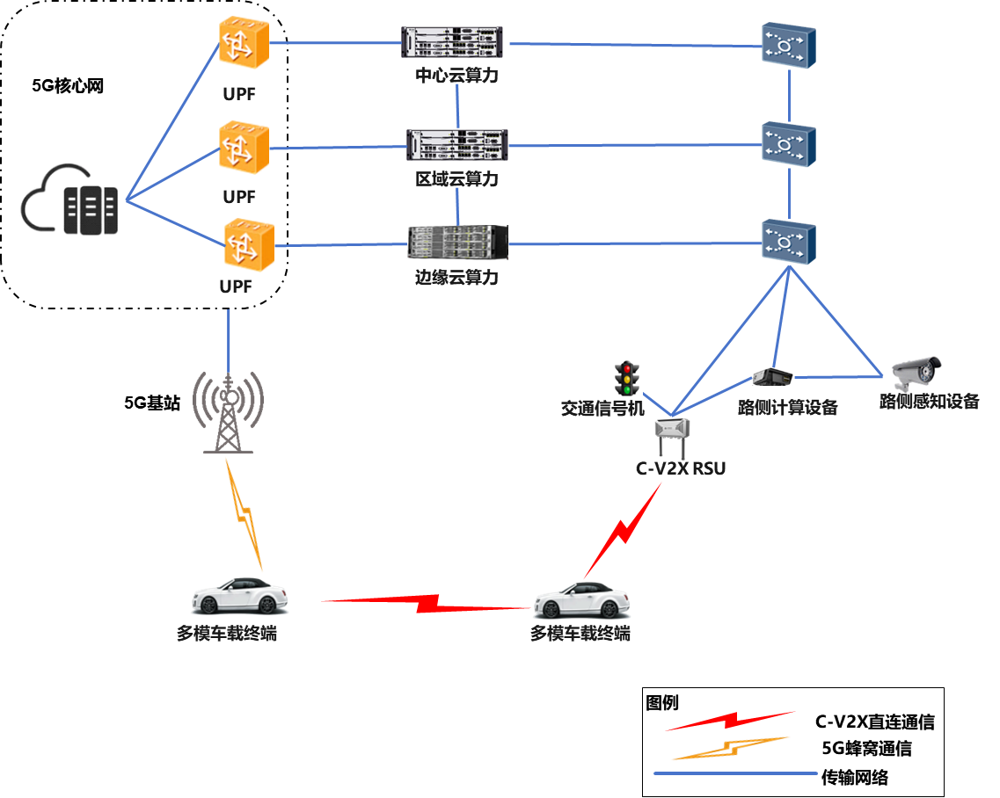 5G核心网
UPF
中心云算力
UPF
区域云算力
UPF
边缘云算力
5G基站
交通信号机
路侧计算设备
路侧感知设备
C-V2X RSU
多模车载终端
多模车载终端
图例
C-V2X直连通信
5G蜂窝通信
传输网络